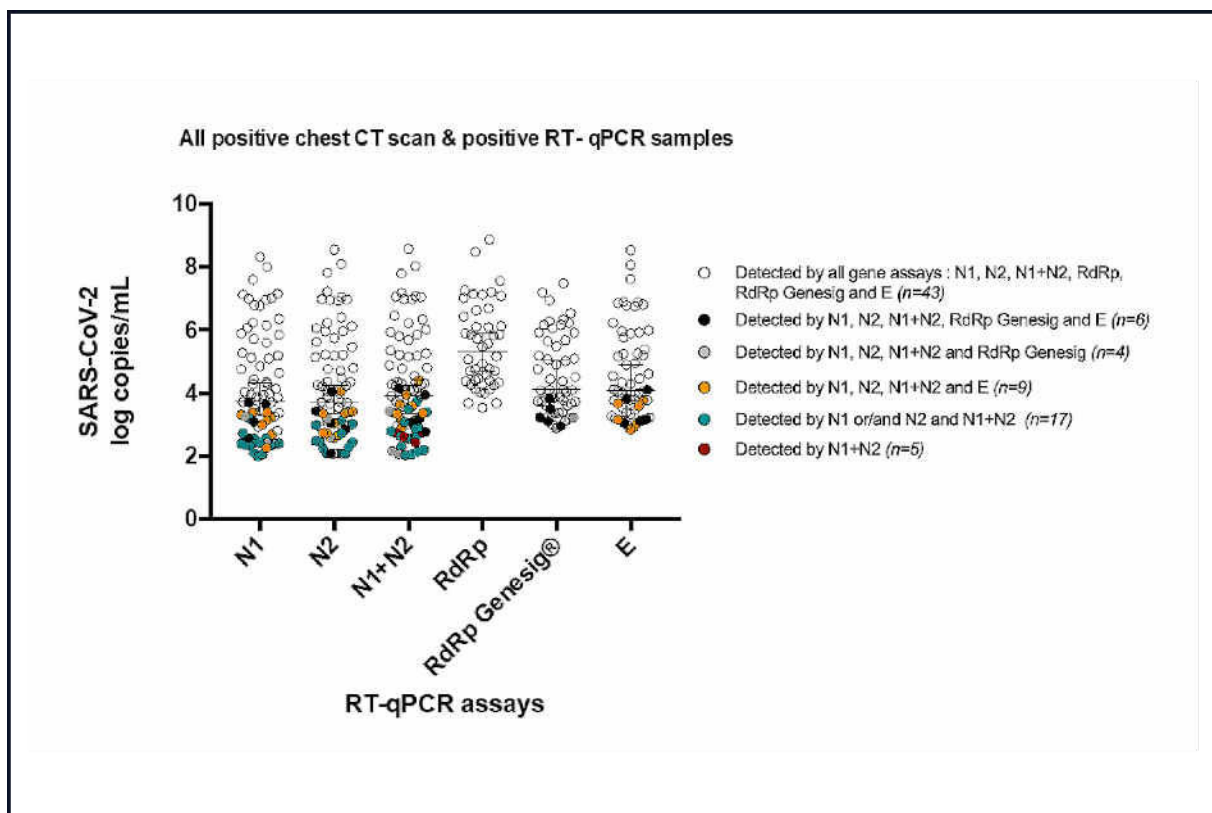 All positive chest CT scan & positive RT- qPCR samples
SARS-CoV-2
log copies/mL
10
8
6
4
2
0
N1
N2
N1+N2
RdRp
RdRp Genesig®
E
RT-qPCR assays
Detected by all gene assays : N1, N2, N1+N2, RdRp,
RdRp Genesig and E (n=43)
Detected by N1, N2, N1+N2, RdRp Genesig and E (n=6)
Detected by N1, N2, N1+N2 and RdRp Genesig (n=4)
Detected by N1, N2, N1+N2 and E (n=9)
Detected by N1 or/and N2 and N1+N2 (n=17)
Detected by N1+N2 (n=5)